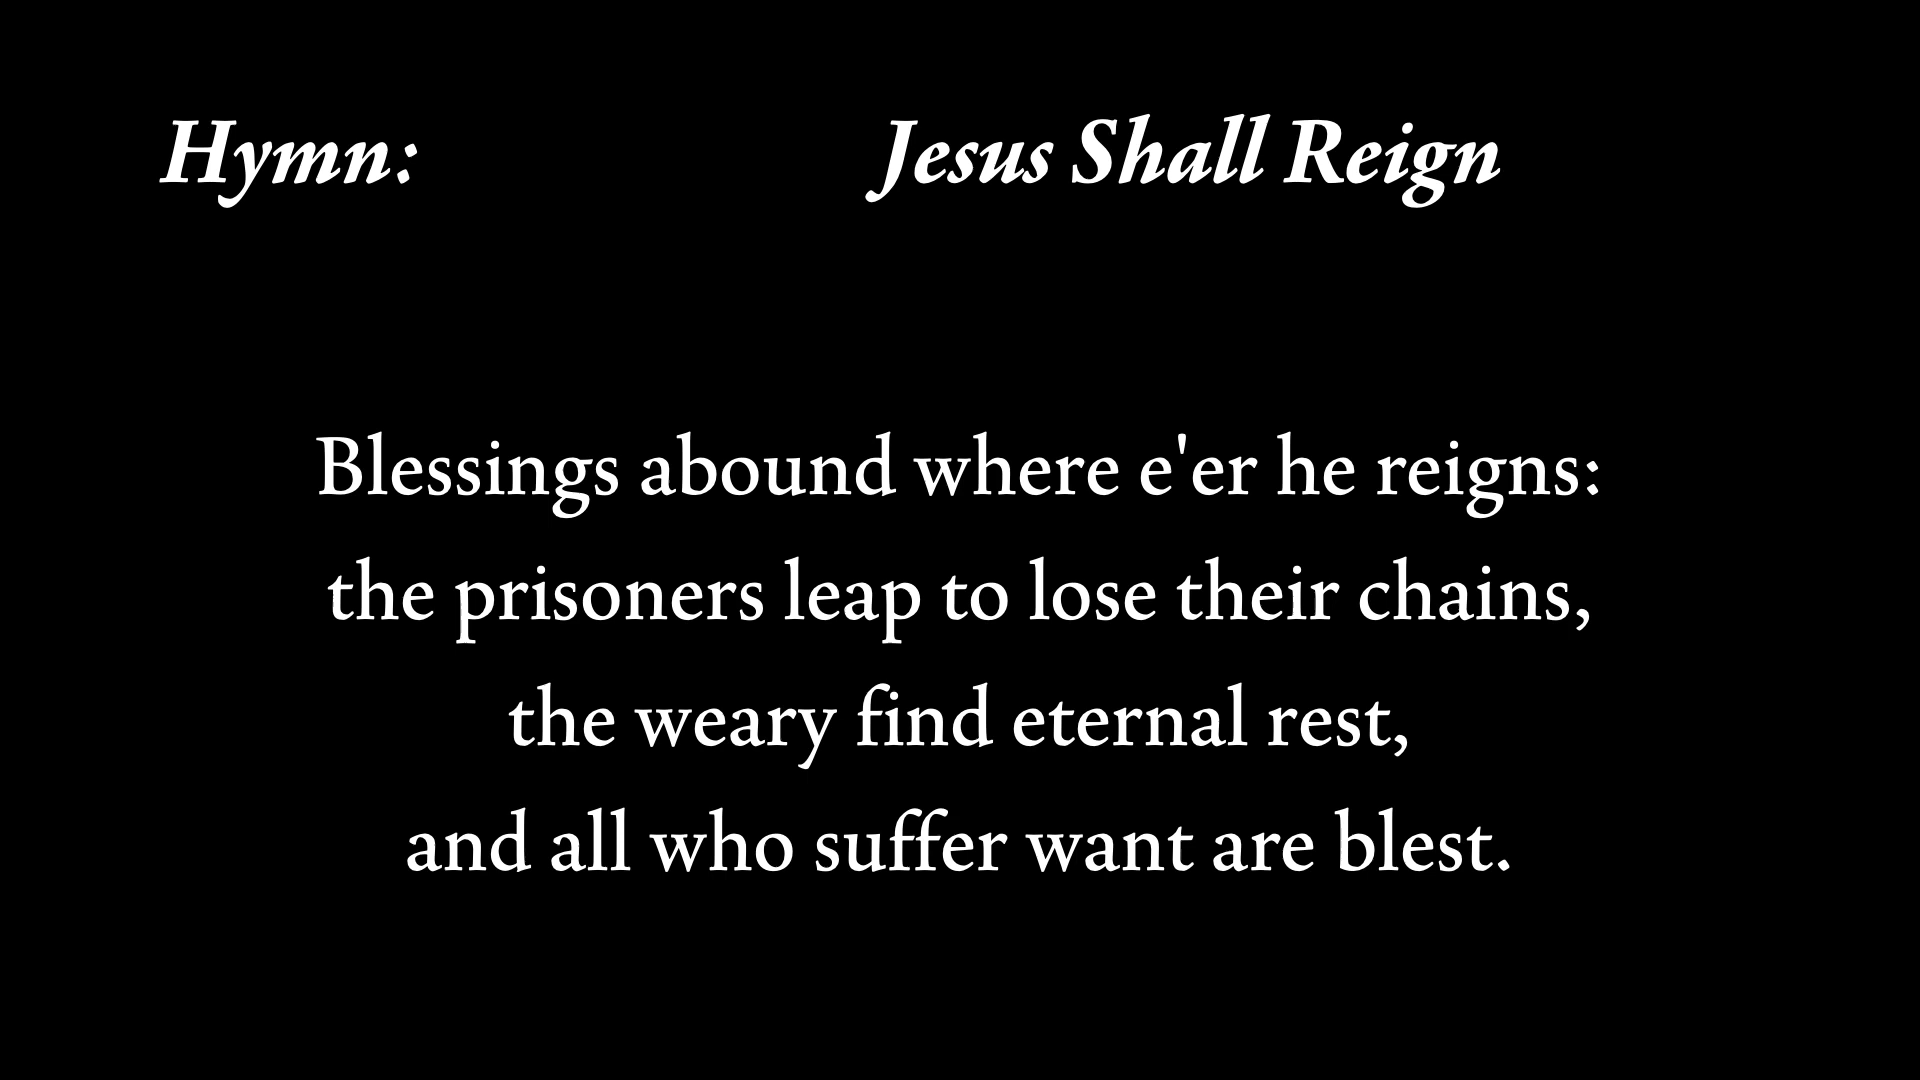 Hymn: Jesus Shall Reign
Blessings abound where e'er he reigns:
the prisoners leap to lose their chains,
the weary find eternal rest,
and all who suffer want are blest.